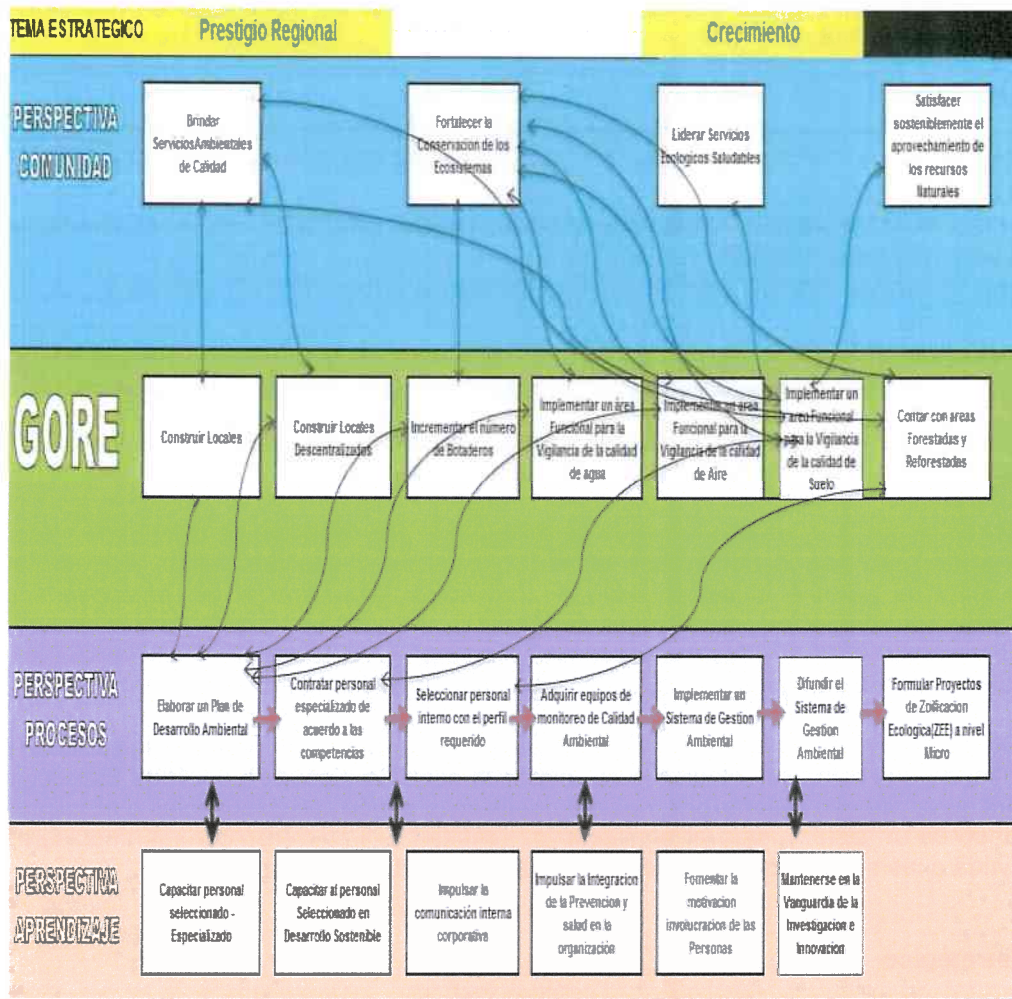 TEMA ESTRATEGICO
Prestigio Regional
Crecimiento
PERSPECTIVA
COMUNIDAD
Brindar
ServiciosAmbientales
de Calidad
Fortalecer la
Conservacion de los
Ecosistemas
Liderar Servicios
Ecologicos Saludables
Satisfacer
sosteniblemente el
aprovechamiento de
los recursos
Naturales
GORE
Construir Locales
Construir Locales
Descentralizados
Incrementar el número
de Botaderos
Implementar un área
Funcional para la
Vigilancia de la calidad
de agua
Implementar un area
Funcional para la
Vigilancia de la calidad de
Aire
Implementar un
area Funcional
para la Vigilancia
de la calidad de
Suelo
Contar con areas
Forestadas y
Reforestadas
PERSPECTIVA
PROCESOS
Elaborar un Plan de
Desarrollo Ambiental
Contratar personal
especializado de
acuerdo a las
competencias
Seleccionar personal
interno con el perfil
requerido
Adquirir equipos de
monitoreo de Calidad
Ambiental
Implementar un
Sistema de Gestion
Ambiental
Difundir el
Sistema de
Gestion
Ambiental
Formular Proyectos
de Zoificacion
Ecologica(ZEE) a nivel
Micro
PERSPECTIVA
APRENDIZAJE
Capacitar personal
seleccionado -
Especializado
Capacitar al personal
Seleccionado en
Desarrollo Sostenible
Impulsar la
comunicación interna
corporativa
Impulsar la Integracion
de la Prevencion y
salud en la
organización
Fomentar la
motivacion
involucracion de las
Personas
Mantenerse en la
Vanguardia de la
Investigacion e
Innovacion